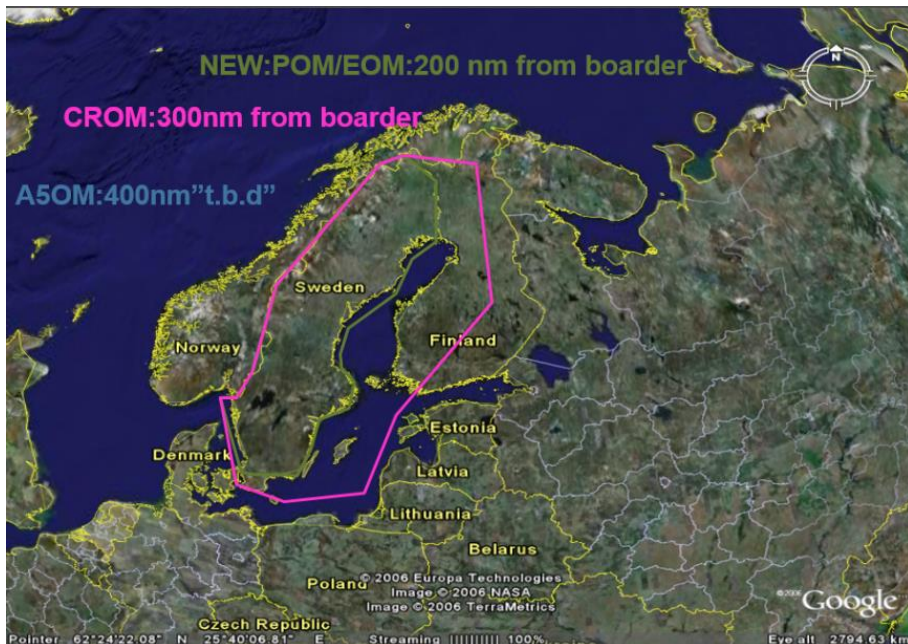 N
NEW:POM/EOM:200 nm from boarder
CROM:300nm from boarder
A5OM:400nm"t.b.d"
Sweden
Norway
Finland
Estonia
Denmark
Latvia
Lithuania
Belarus
Poland
© 2006 Europa Technologies
Image © 2006 NASA
Image © 2006 TerraMetrics
©2006 Google
Czech Republic
Pointer 62°24'22.08" N 25°40'06.81" E Streaming |||||||||| 100% Eye alt 2794.63 km